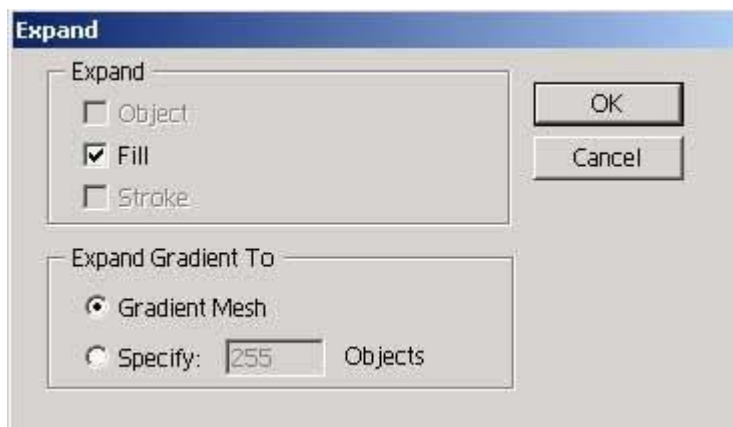 Expand
Expand
Object
Fill
Stroke
OK
Cancel
Expand Gradient To
Gradient Mesh
Specify: 255 Objects